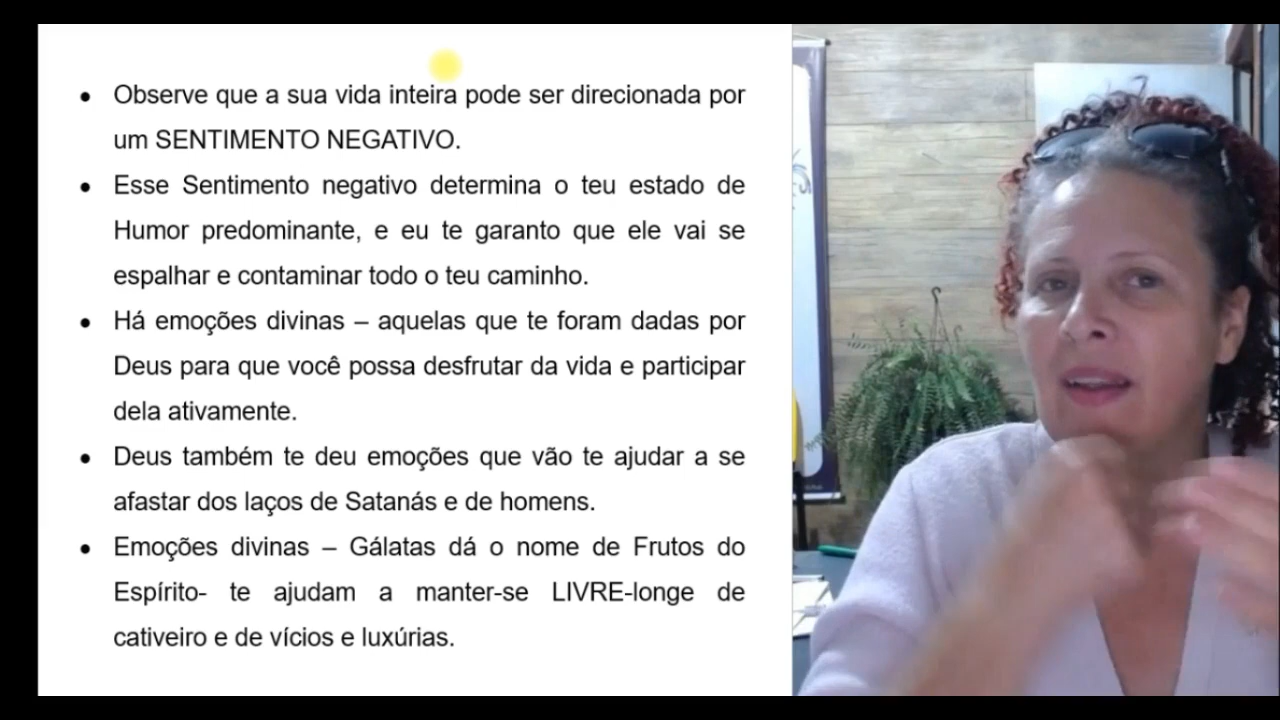 • Observe que a sua vida inteira pode ser direcionada por
um SENTIMENTO NEGATIVO.
• Esse Sentimento negativo determina o teu estado de
Humor predominante, e eu te garanto que ele vai se
espalhar e contaminar todo o teu caminho.
• Há emoções divinas – aquelas que te foram dadas por
Deus para que você possa desfrutar da vida e participar
dela ativamente.
• Deus também te deu emoções que vão te ajudar a se
afastar dos laços de Satanás e de homens.
• Emoções divinas – Gálatas dá o nome de Frutos do
Espírito- te ajudam a manter-se LIVRE-longe de
cativeiro e de vícios e luxúrias.